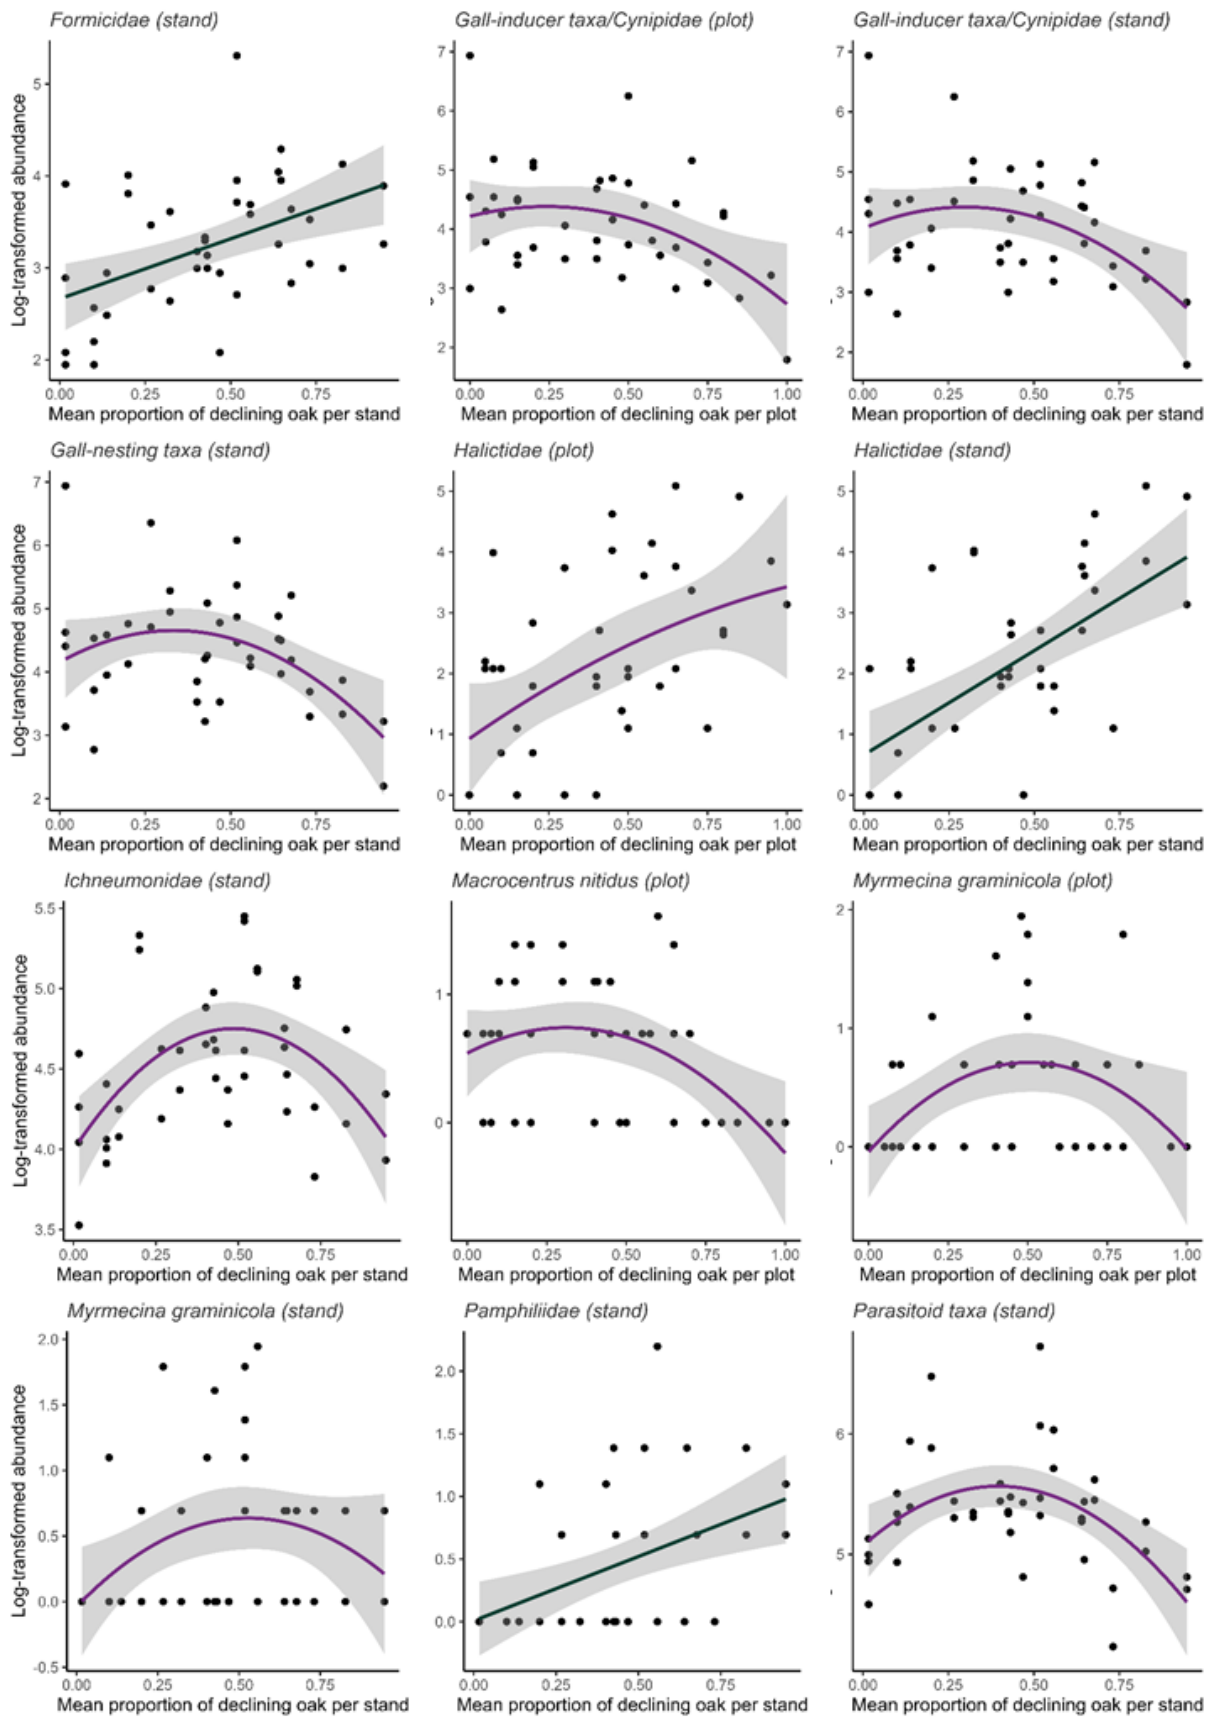 Formicidae (stand)
Gall-inducer taxa/Cynipidae (plot)
Gall-inducer taxa/Cynipidae (stand)
Log-transformed abundance
5
4
3
2
0.00 0.25 0.50 0.75
Mean proportion of declining oak per stand
7
6
5
4
3
2
0.00 0.25 0.50 0.75 1.00
Mean proportion of declining oak per plot
7
6
5
4
3
2
0.00 0.25 0.50 0.75
Mean proportion of declining oak per stand
Gall-nesting taxa (stand)
Halictidae (plot)
Halictidae (stand)
Log-transformed abundance
7
6
5
4
3
2
0.00 0.25 0.50 0.75
Mean proportion of declining oak per stand
5
4
3
2
1
0
0.00 0.25 0.50 0.75 1.00
Mean proportion of declining oak per plot
5
4
3
2
1
0
0.00 0.25 0.50 0.75
Mean proportion of declining oak per stand
Ichneumonidae (stand)
Macrocentrus nitidus (plot)
Myrmecina graminicola (plot)
Log-transformed abundance
5.5
5.0
4.5
4.0
3.5
0.00 0.25 0.50 0.75
Mean proportion of declining oak per stand
1
0
0.00 0.25 0.50 0.75 1.00
Mean proportion of declining oak per plot
2
1
0
0.00 0.25 0.50 0.75 1.00
Mean proportion of declining oak per plot
Myrmecina graminicola (stand)
Pamphiliidae (stand)
Parasitoid taxa (stand)
Log-transformed abundance
2.0
1.5
1.0
0.5
0.0
-0.5
0.00 0.25 0.50 0.75
Mean proportion of declining oak per stand
2.0
1.5
1.0
0.5
0.0
0.00 0.25 0.50 0.75
Mean proportion of declining oak per stand
6
5
0.00 0.25 0.50 0.75
Mean proportion of declining oak per stand